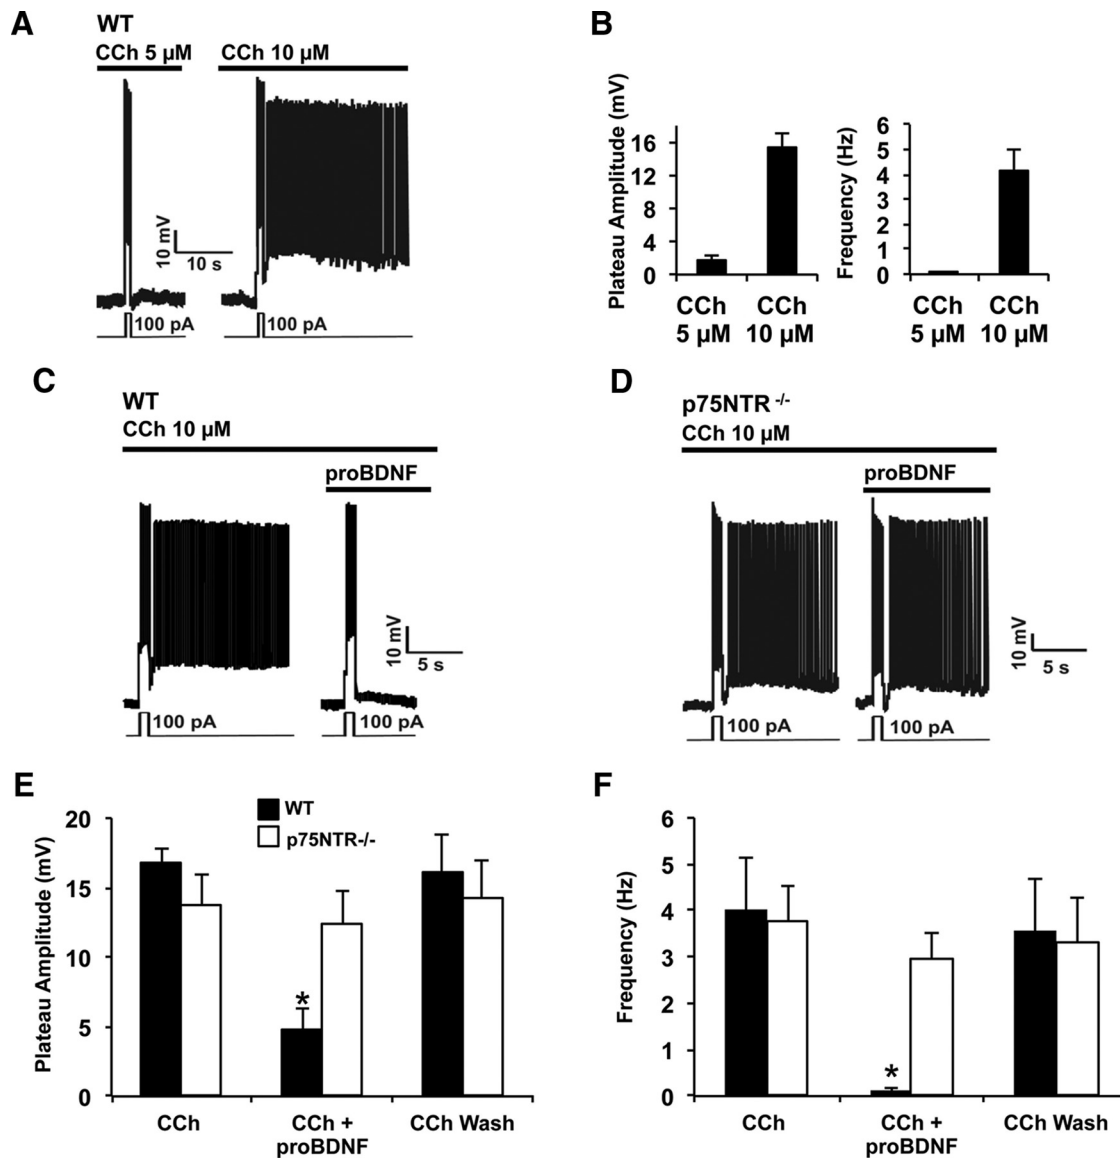 A
WT
CCh 5 µM
CCh 10 µM
10 mV
10 s
100 pA
100 pA
B
Plateau Amplitude (mV)
16
12
8
4
0
CCh
5 µM
CCh
10 µM
Frequency (Hz)
6
5
4
3
2
1
0
CCh
5 µM
CCh
10 µM
C
WT
CCh 10 µM
proBDNF
10 mV
5 s
100 pA
100 pA
D
p75NTR -/-
CCh 10 µM
proBDNF
10 mV
5 s
100 pA
100 pA
E
WT
p75NTR-/-
Plateau Amplitude (mV)
20
15
10
5
0
*
CCh
CCh +
proBDNF
CCh Wash
F
Frequency (Hz)
6
5
4
3
2
1
0
*
CCh
CCh +
proBDNF
CCh Wash